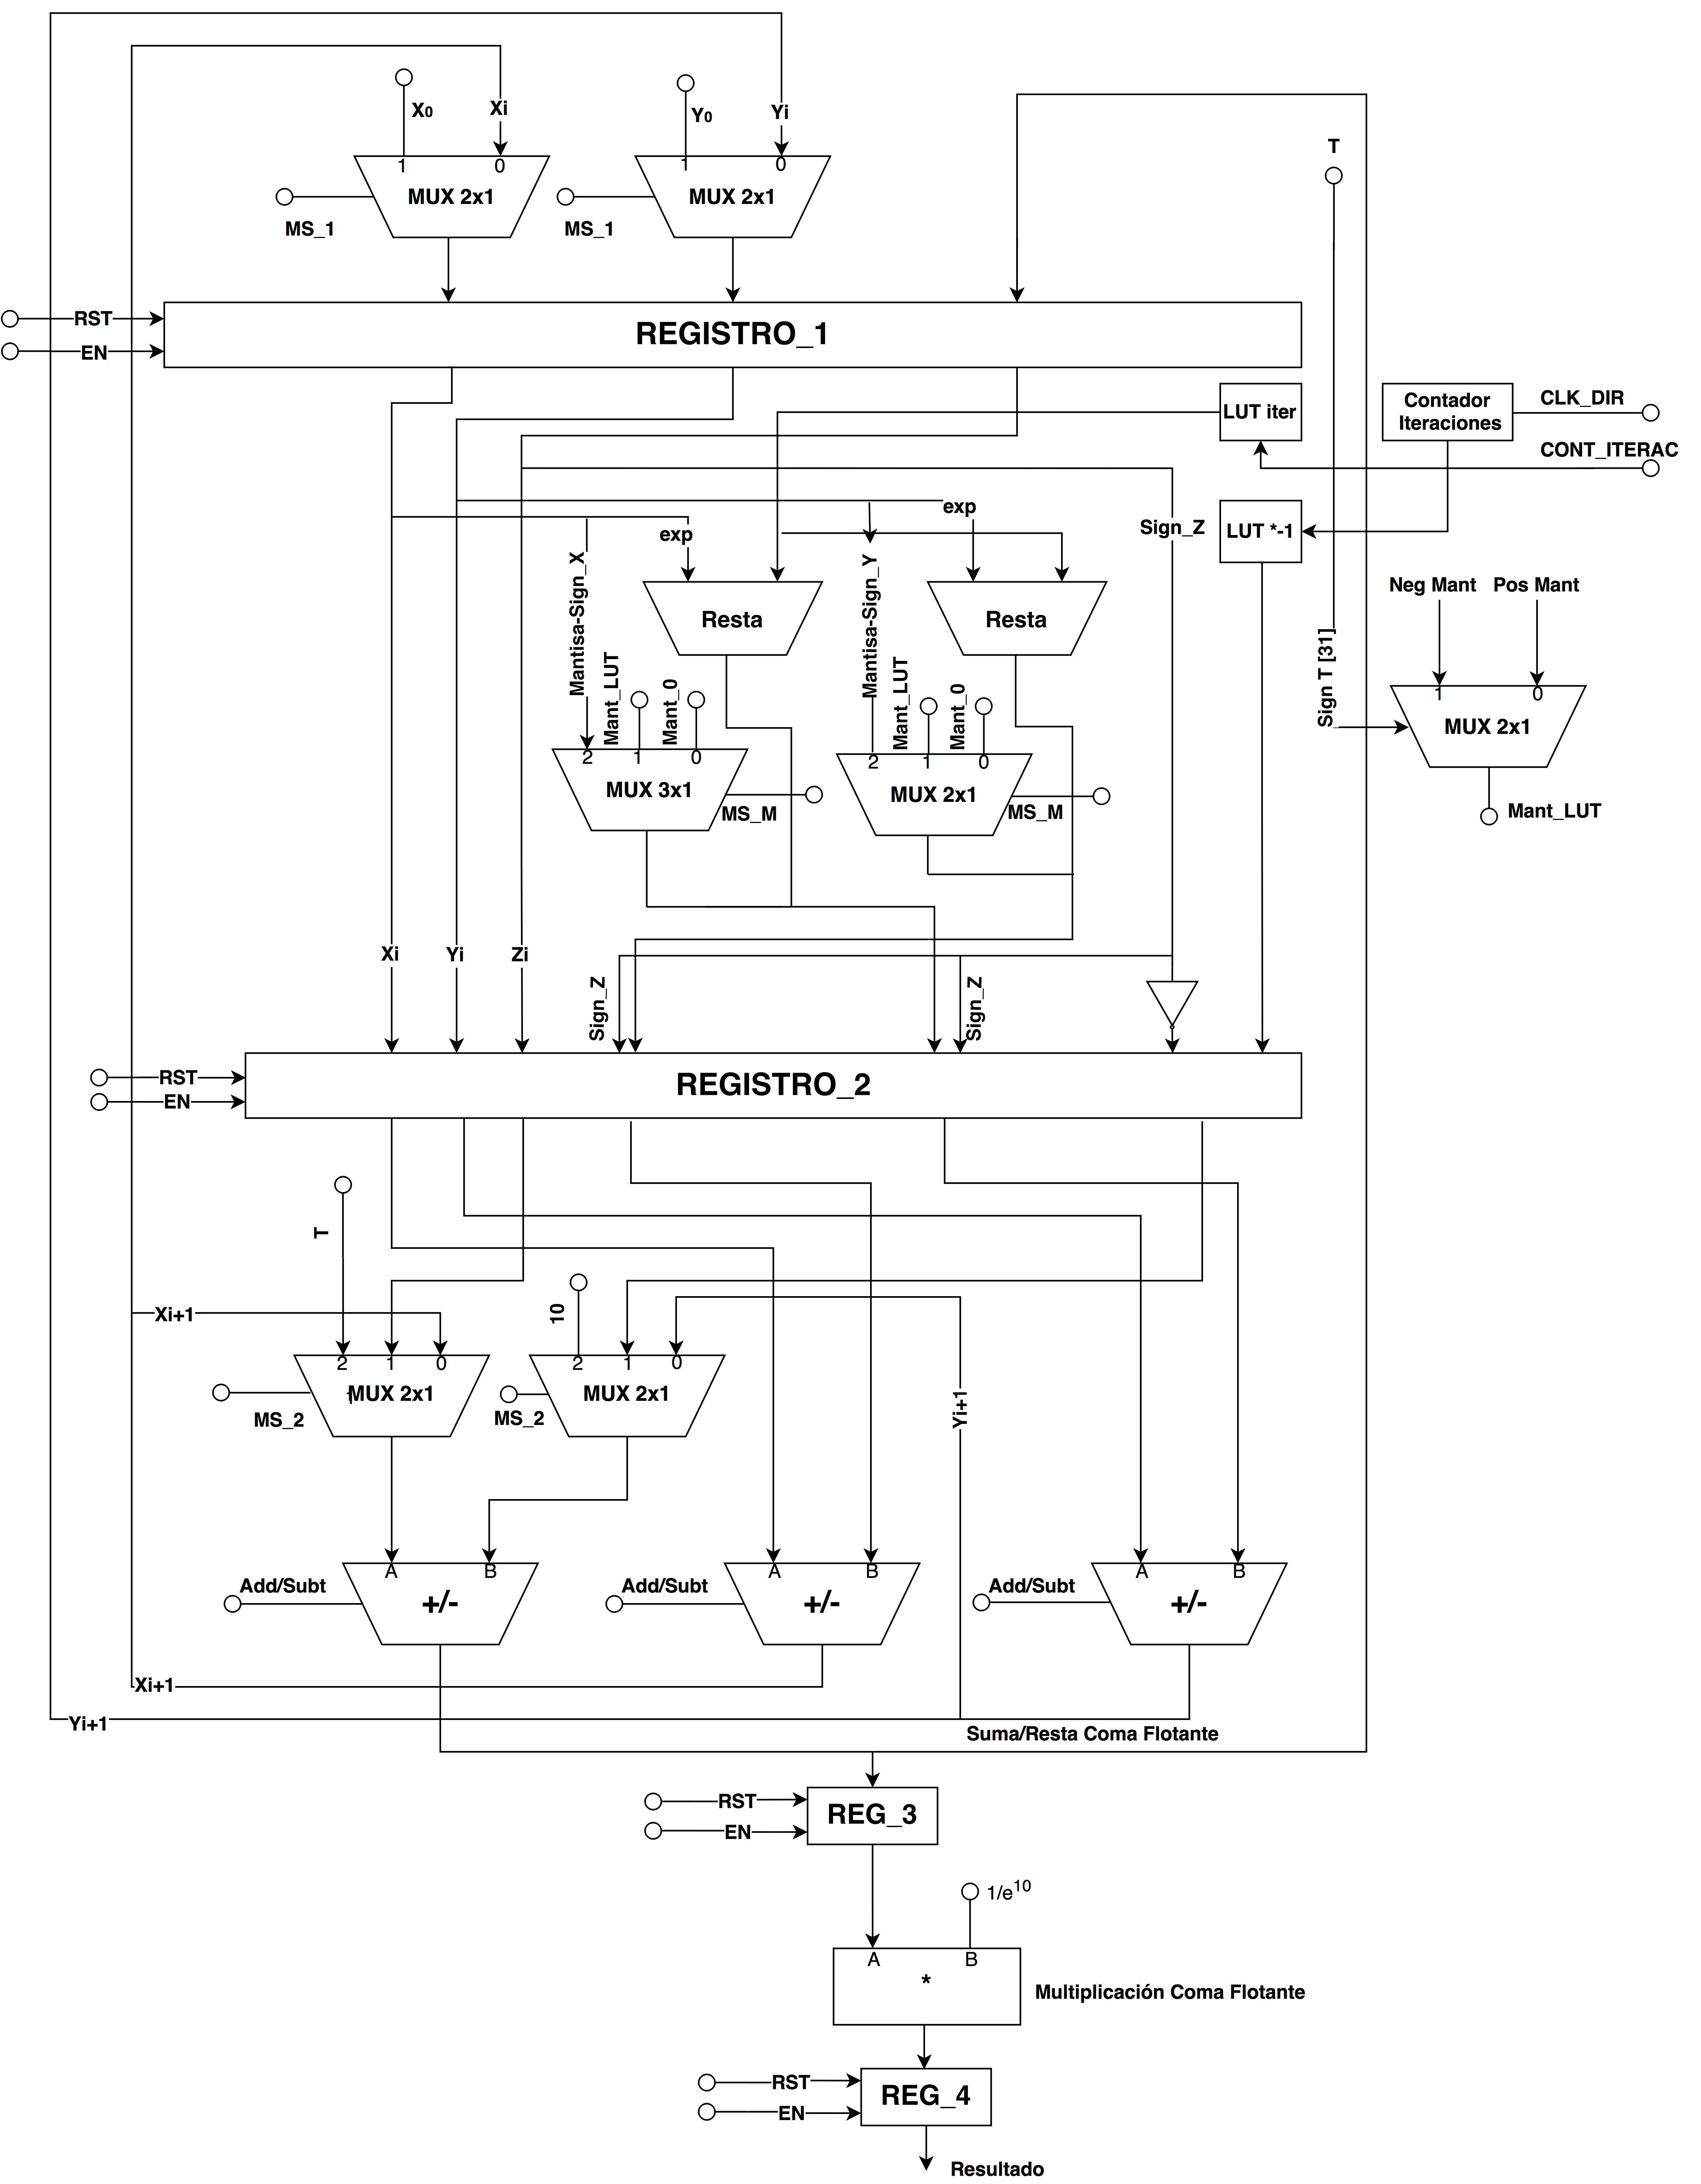 X0
Xi
Y0
Yi
T
1
0
1
0
MUX 2x1
MUX 2x1
MS_1
MS_1
RST
EN
REGISTRO_1
LUT iter
Contador
Iteraciones
CLK_DIR
CONT_ITERAC
exp
exp
Sign_Z
LUT *-1
Mantisa-Sign_X
Mantisa-Sign_Y
Resta
Resta
Neg Mant
Pos Mant
Sign T [31]
Mant_LUT
Mant_0
Mant_LUT
Mant_0
1
0
MUX 2x1
2
1
0
2
1
0
MUX 3x1
MUX 2x1
MS_M
MS_M
Mant_LUT
Xi
Yi
Zi
Sign_Z
Sign_Z
RST
EN
REGISTRO_2
T
10
Xi+1
2
1
0
2
1
0
MUX 2x1
MUX 2x1
MS_2
MS_2
Yi+1
A
B
A
B
A
B
Add/Subt
+/-
Add/Subt
+/-
Add/Subt
+/-
Xi+1
Yi+1
Suma/Resta Coma Flotante
RST
EN
REG_3
1/e10
A
B
*
Multiplicación Coma Flotante
RST
EN
REG_4
Resultado